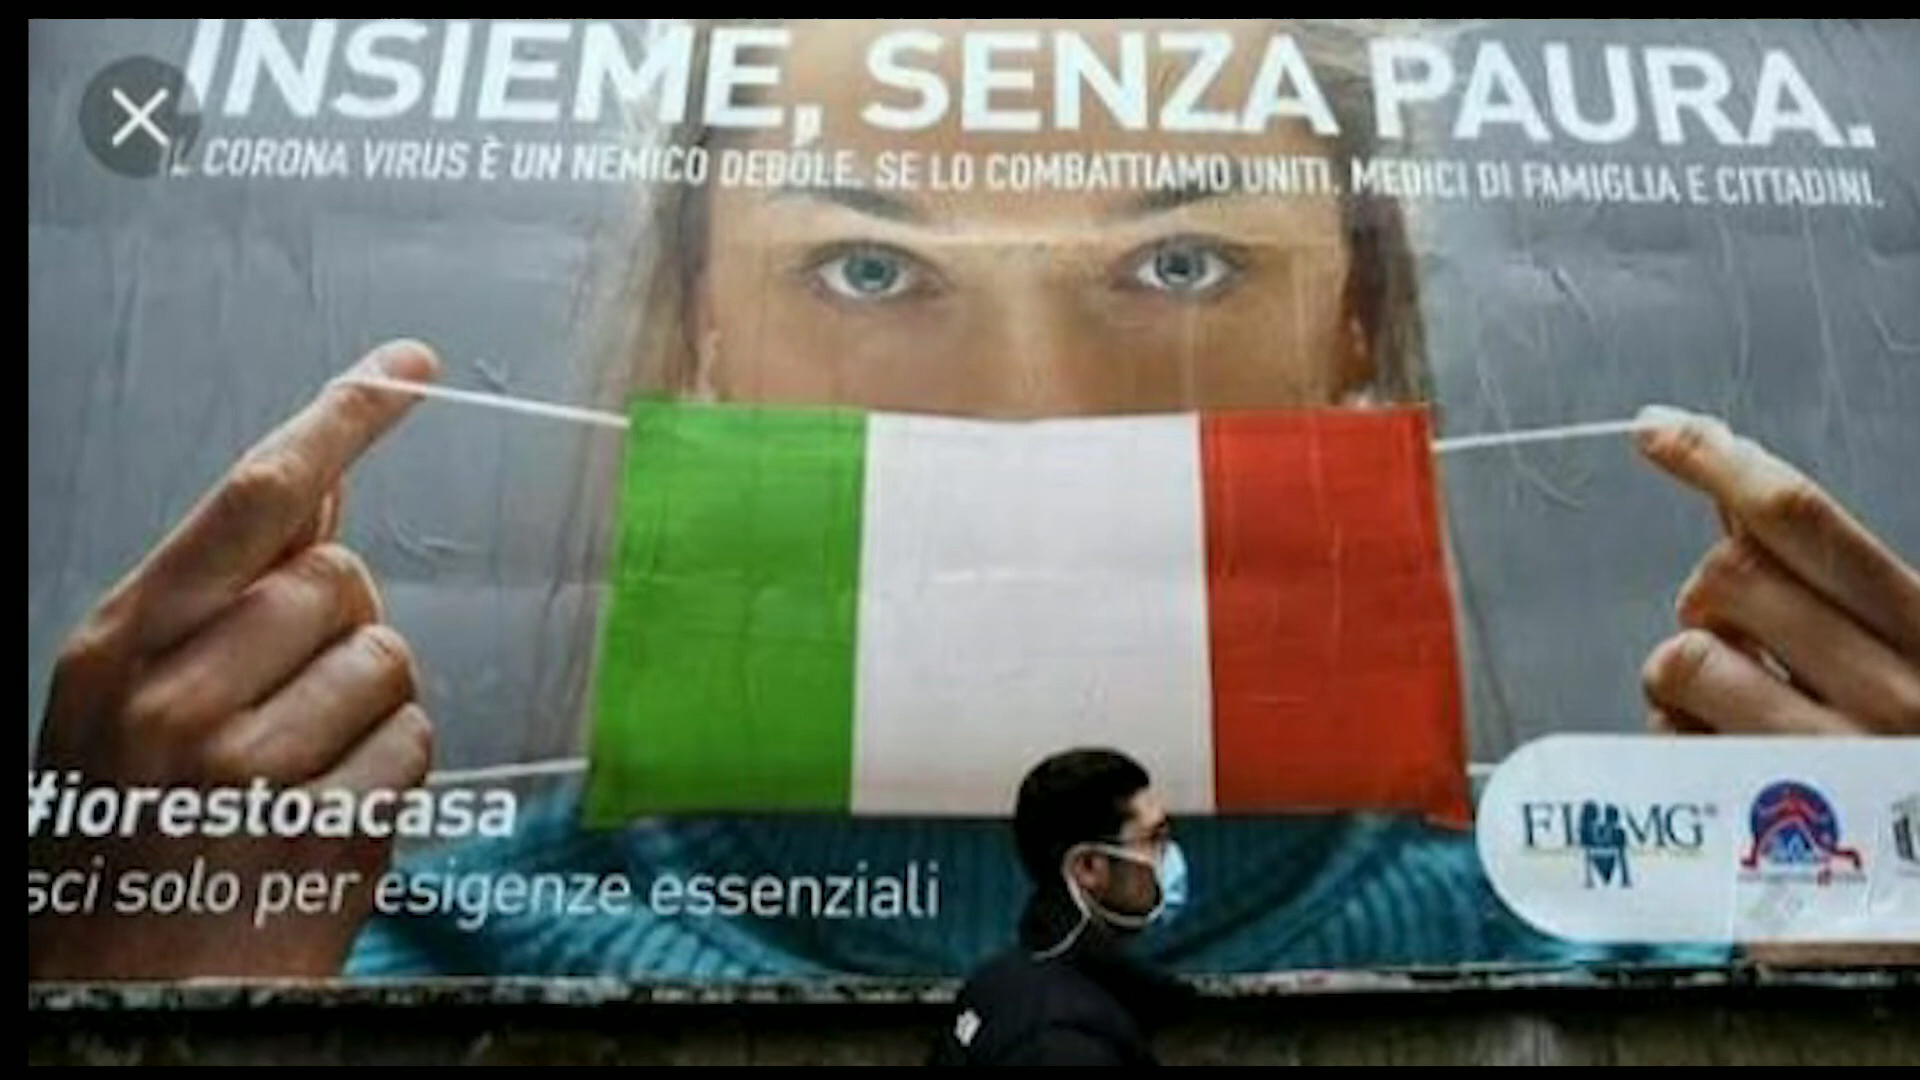 INSIEME, SENZA PAURA.
IL CORONA VIRUS È UN NEMICO DEBOLE. SE LO COMBATTIAMO UNITI. MEDICI DI FAMIGLIA E CITTADINI.
#iorestoacasa
sci solo per esigenze essenziali
FIMMG